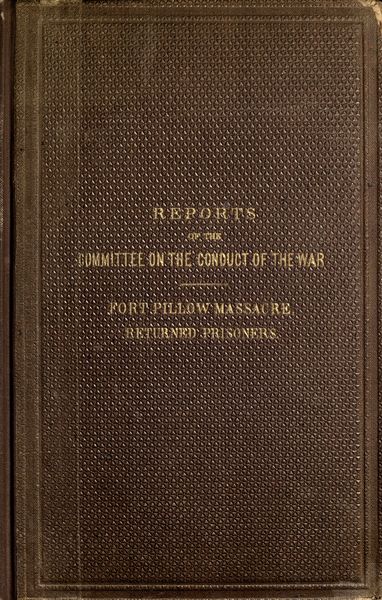 REPORTS
OF THE
COMMITTEE ON THE CONDUCT OF THE WAR
FORT PILLOW MASSACRE,
RETURNED PRISONERS.